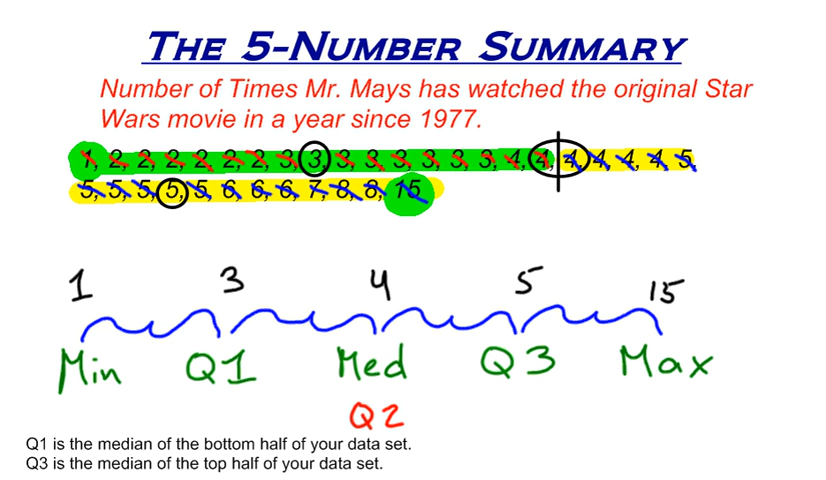 THE 5-NUMBER SUMMARY
Number of Times Mr. Mays has watched the original Star
Wars movie in a year since 1977.
1, 2, 2, 2, 2, 2, 2, 3, 3, 3, 3, 3, 3, 3, 3, 4, 4, 4, 4, 4, 4, 5,
5, 5, 5, 5, 5, 6, 6, 6, 7, 8, 8, 15
1 3 4 5 15
Min Q1 Med Q3 Max
Q2
Q1 is the median of the bottom half of your data set.
Q3 is the median of the top half of your data set.